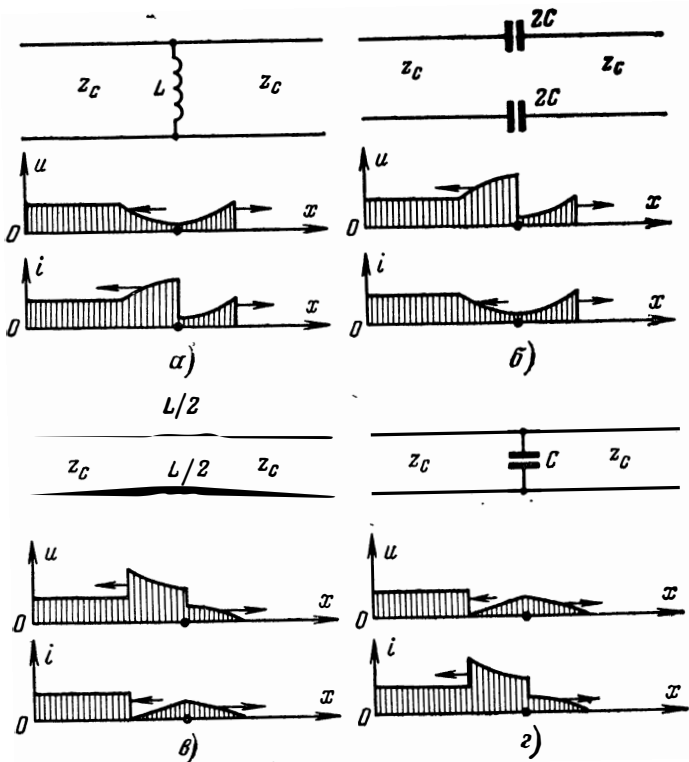 2C
Z_C L Z_C
Z_C Z_C
2C
u
0 x
u
0 x
i
0 x
i
0 x
а)
б)
L/2
Z_C L/2 Z_C
Z_C C Z_C
u
0 x
u
0 x
i
0 x
i
0 x
в)
г)